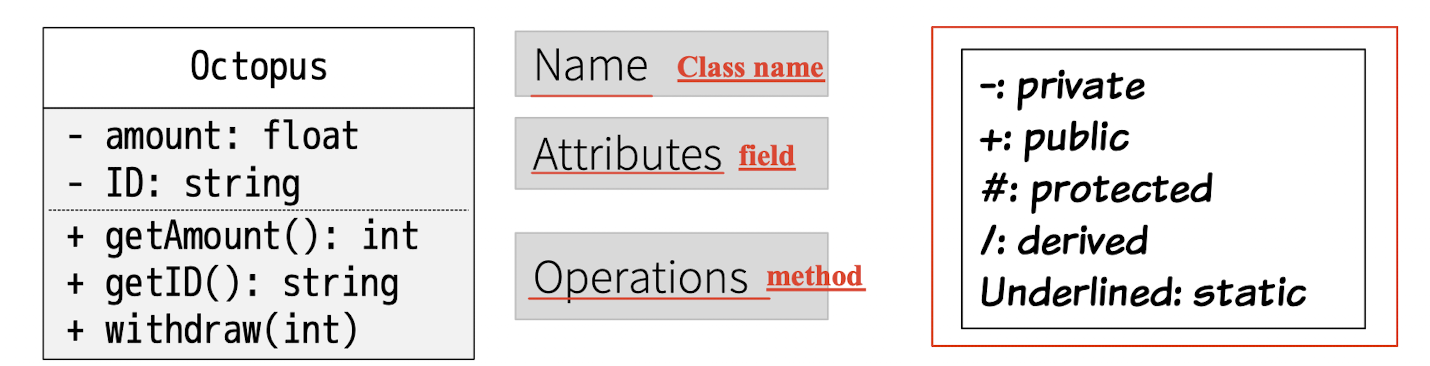 Octopus
- amount: float
- ID: string
+ getAmount(): int
+ getID(): string
+ withdraw(int)
Name Class name
Attributes field
Operations method
-: private
+: public
#: protected
/: derived
Underlined: static